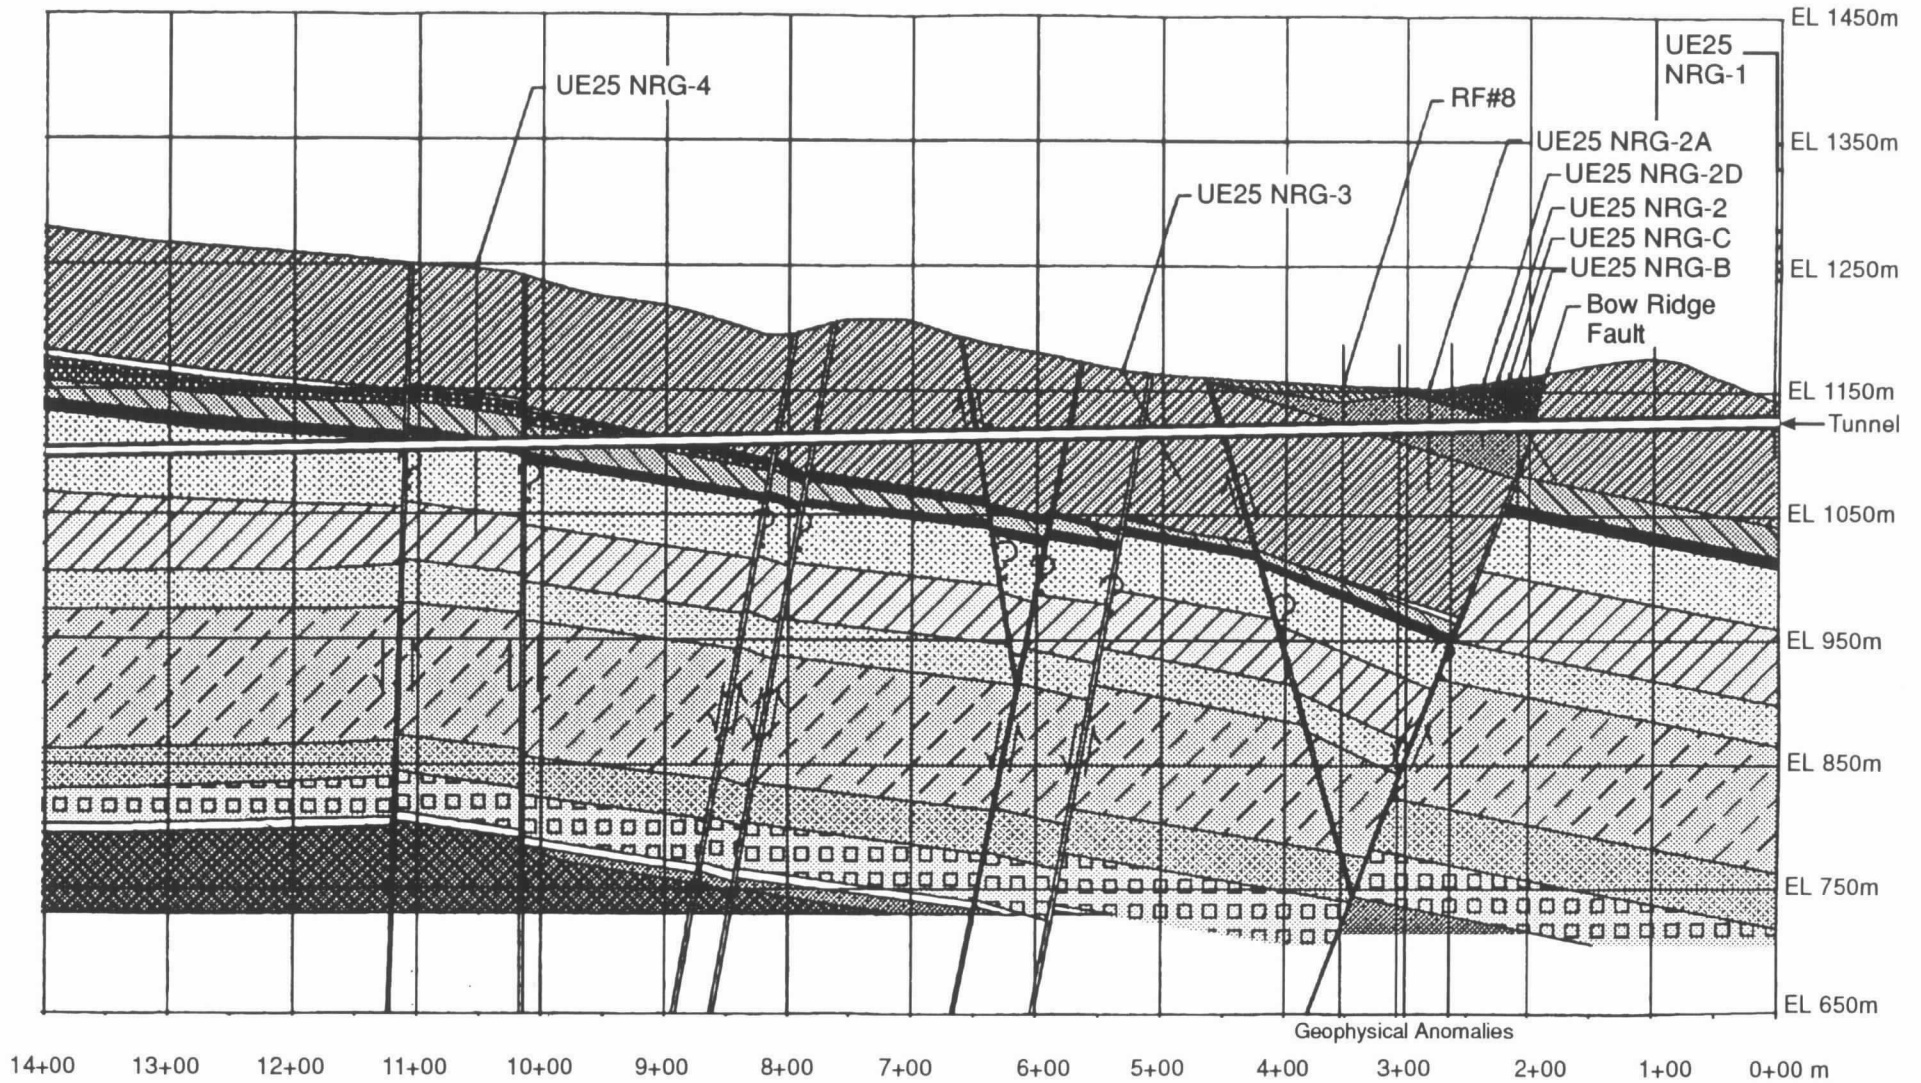 EL 1450m
UE25
NRG-1
UE25 NRG-4
RF#8
UE25 NRG-2A
EL 1350m
UE25 NRG-2D
UE25 NRG-3
UE25 NRG-2
UE25 NRG-C
UE25 NRG-B
EL 1250m
Bow Ridge
Fault
EL 1150m
Tunnel
EL 1050m
EL 950m
EL 850m
EL 750m
EL 650m
Geophysical Anomalies
14+00 13+00 12+00 11+00 10+00 9+00 8+00 7+00 6+00 5+00 4+00 3+00 2+00 1+00 0+00 m